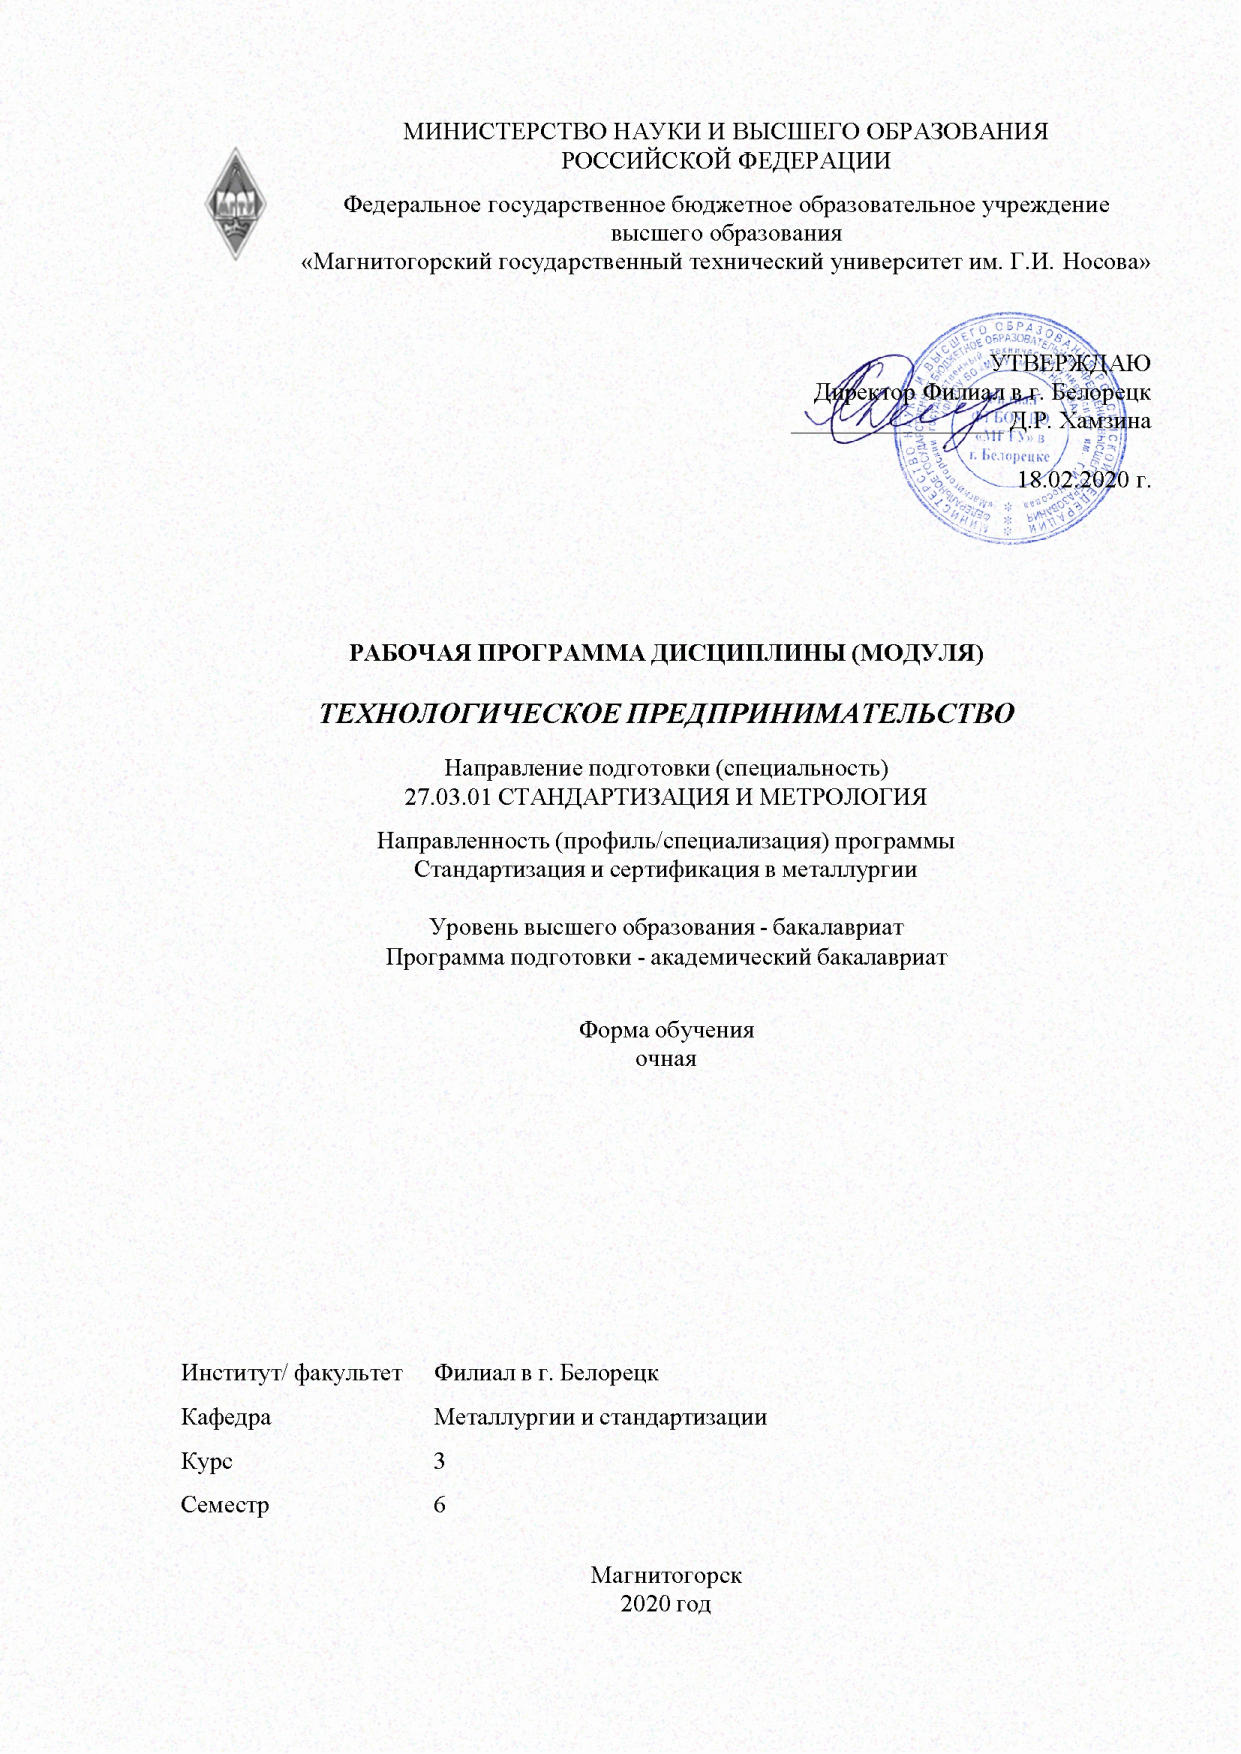 МИНИСТЕРСТВО НАУКИ И ВЫСШЕГО ОБРАЗОВАНИЯ
РОССИЙСКОЙ ФЕДЕРАЦИИ
МГТУ
Федеральное государственное бюджетное образовательное учреждение
высшего образования
«Магнитогорский государственный технический университет им. Г.И. Носова»
УТВЕРЖДАЮ
Директор Филиал в г. Белорецк
Д.Р. Хамзина
18.02.2020 г.
«МГТУ» в
г. Белорецке
РАБОЧАЯ ПРОГРАММА ДИСЦИПЛИНЫ (МОДУЛЯ)
ТЕХНОЛОГИЧЕСКОЕ ПРЕДПРИНИМАТЕЛЬСТВО
Направление подготовки (специальность)
27.03.01 СТАНДАРТИЗАЦИЯ И МЕТРОЛОГИЯ
Направленность (профиль/специализация) программы
Стандартизация и сертификация в металлургии
Уровень высшего образования - бакалавриат
Программа подготовки - академический бакалавриат
Форма обучения
очная
Институт/ факультет Филиал в г. Белорецк
Кафедра Металлургии и стандартизации
Курс 3
Семестр 6
Магнитогорск
2020 год